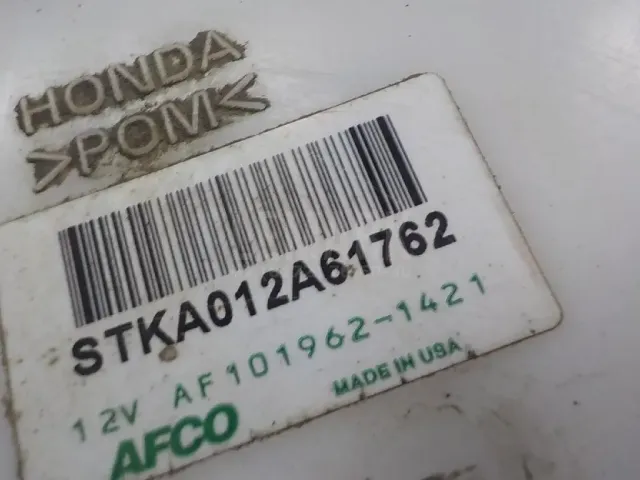 HONDA
>POM<
STKA012A61762
12V AF101962-1421
AFCO MADE IN USA